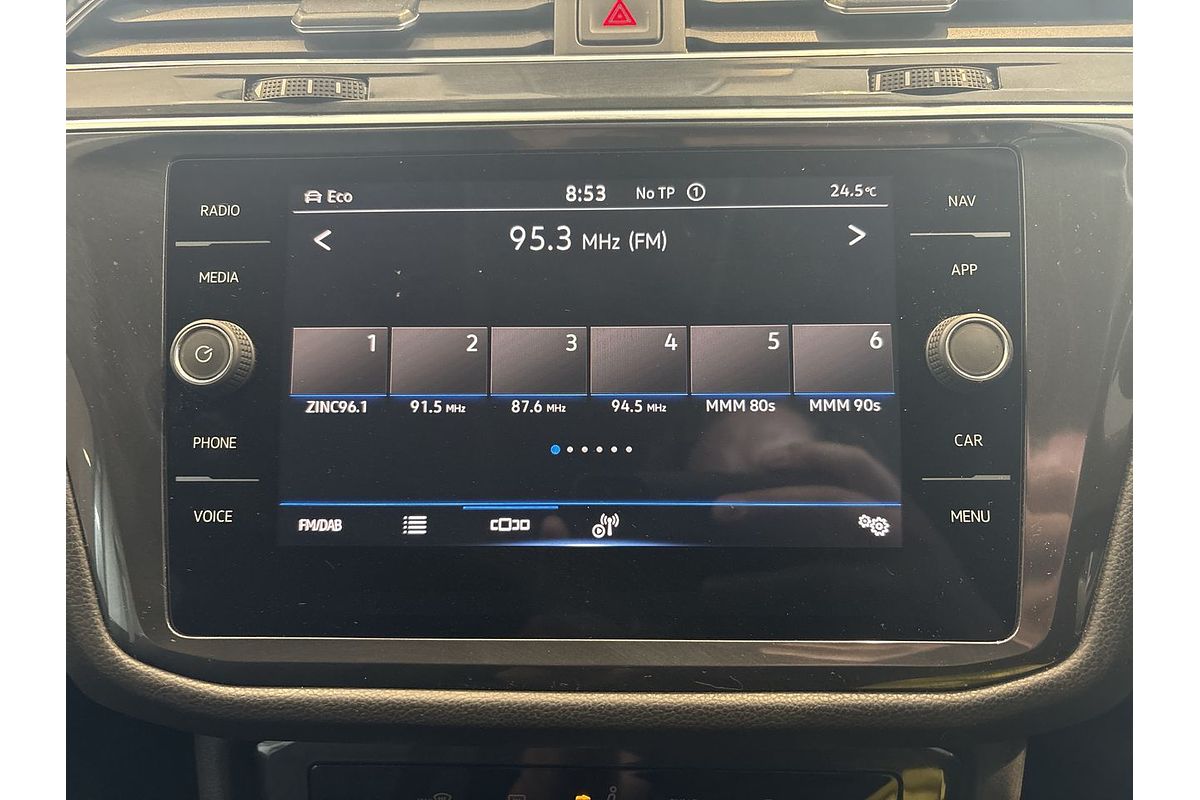 RADIO
MEDIA
PHONE
VOICE
Eco
8:53
No TP 1
24.5°C
< 95.3 MHz (FM) >
1 2 3 4 5 6
ZINC96.1 91.5 MHz 87.6 MHz 94.5 MHz MMM 80s MMM 90s
FM/DAB
NAV
APP
CAR
MENU